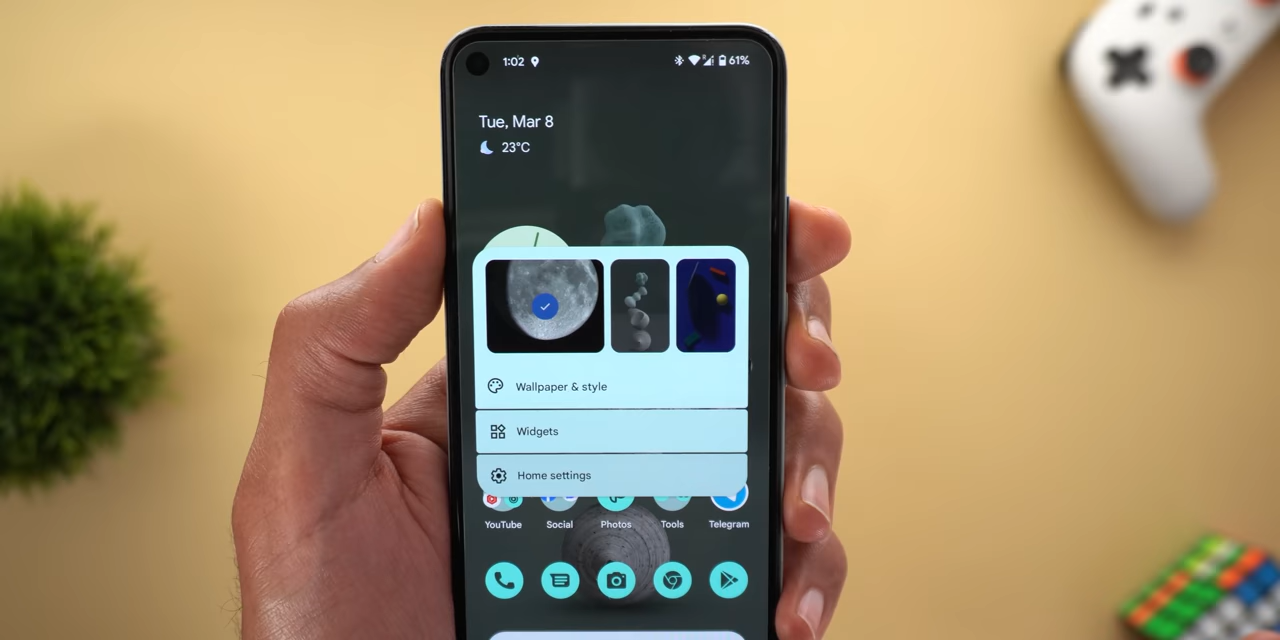 1:02 61%
Tue, Mar 8
23°C
Wallpaper & style
Widgets
Home settings
YouTube Social Photos Tools Telegram